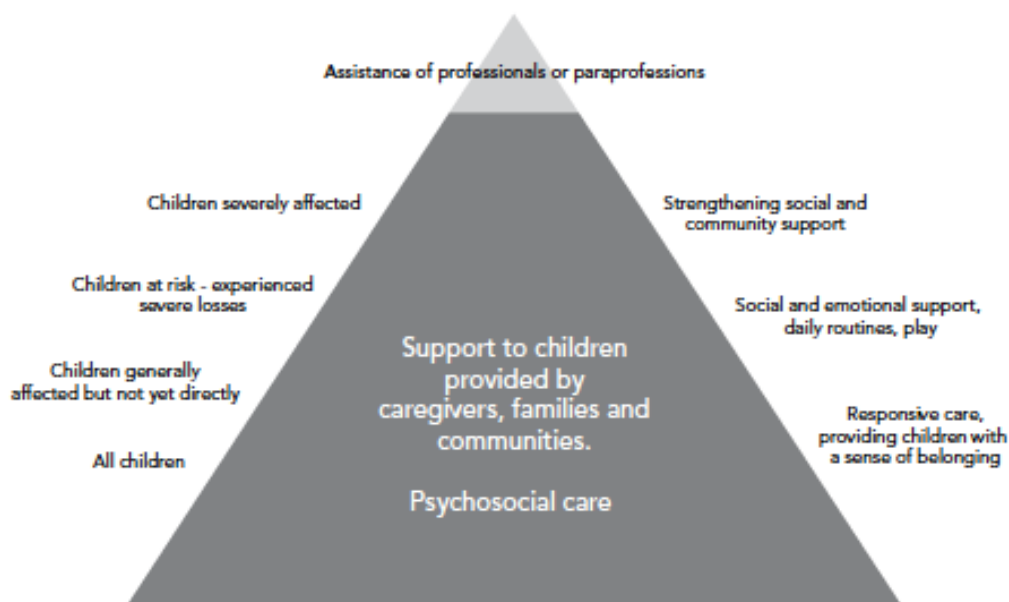 Assistance of professionals or paraprofessions
Children severely affected
Strengthening social and
community support
Children at risk - experienced
severe losses
Social and emotional support,
daily routines, play
Support to children
provided by
caregivers, families and
communities.
Children generally
affected but not yet directly
Responsive care,
providing children with
a sense of belonging
All children
Psychosocial care